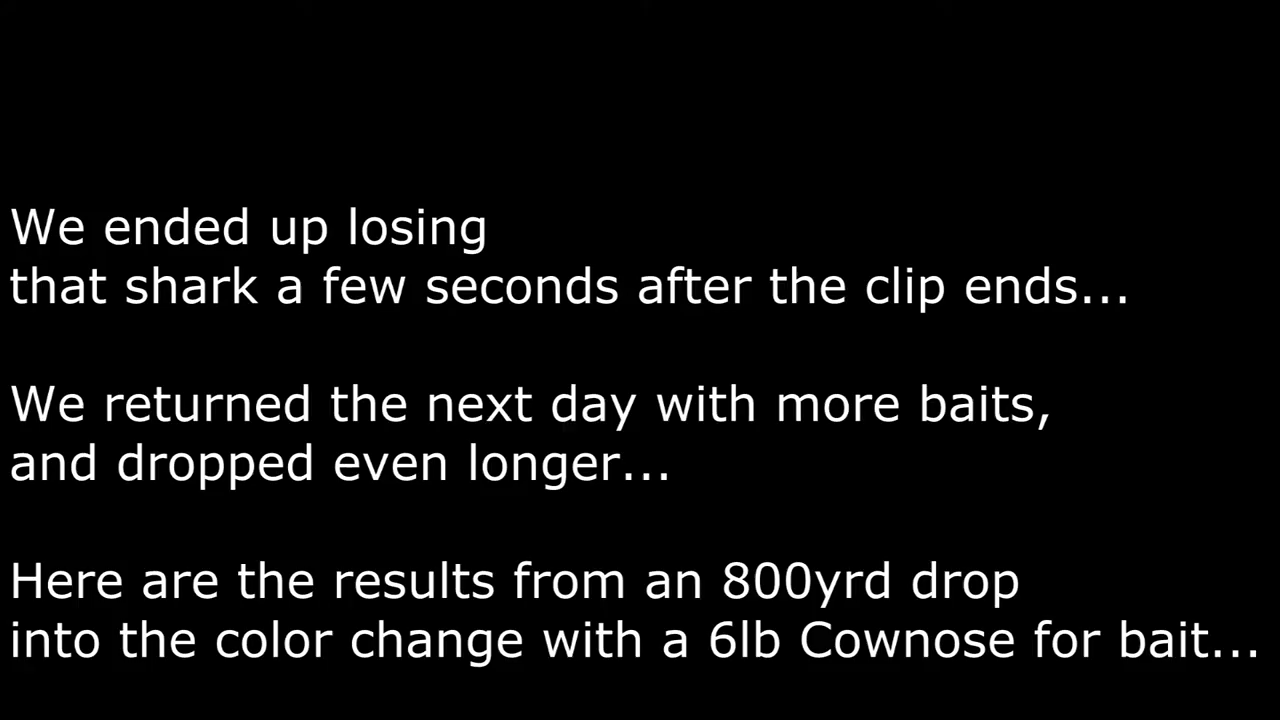 We ended up losing
that shark a few seconds after the clip ends...
We returned the next day with more baits,
and dropped even longer...
Here are the results from an 800yrd drop
into the color change with a 6lb Cownose for bait...